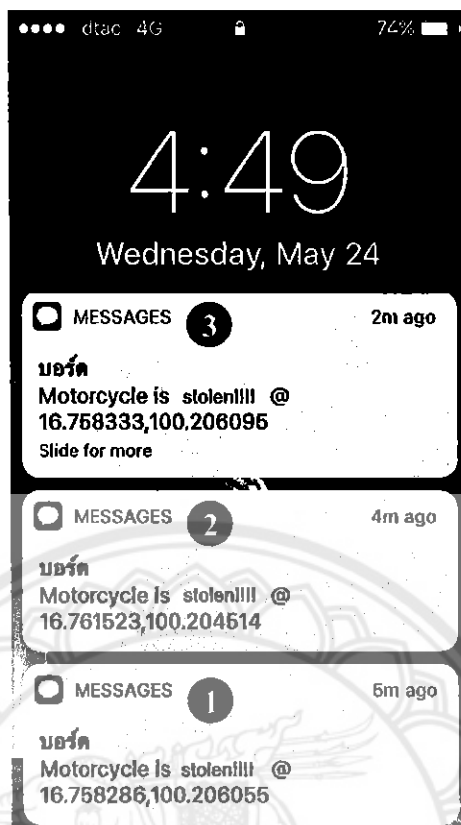 dtac 4G 74%
4:49
Wednesday, May 24
MESSAGES 3 2m ago
บอร์ด
Motorcycle is stolen!!!! @
16.758333,100.206095
Slide for more
MESSAGES 2 4m ago
บอร์ด
Motorcycle is stolen!!!! @
16.761523,100.204514
MESSAGES 1 5m ago
บอร์ด
Motorcycle is stolen!!!! @
16.758286,100.206055